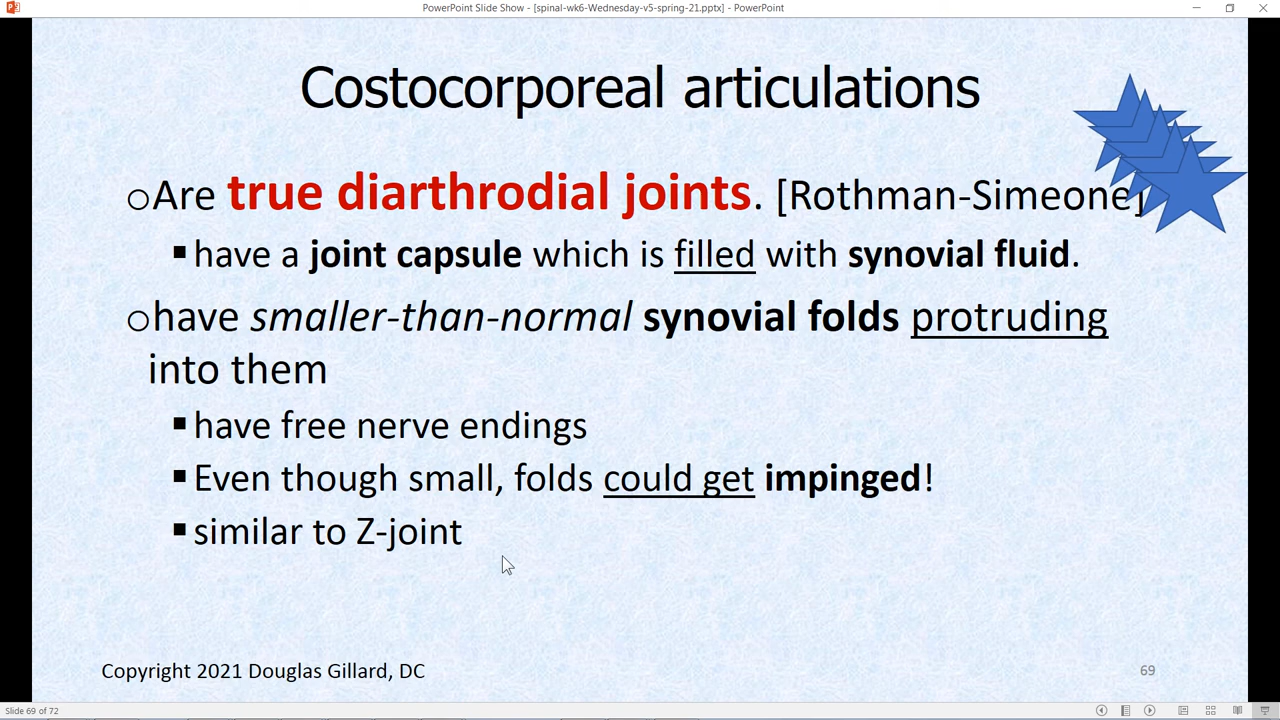 PowerPoint Slide Show - [spinal-wk6-Wednesday-v5-spring-21.pptx] - PowerPoint
Costocorporeal articulations
Are true diarthrodial joints. [Rothman-Simeone]
have a joint capsule which is filled with synovial fluid.
have smaller-than-normal synovial folds protruding
into them
have free nerve endings
Even though small, folds could get impinged!
similar to Z-joint
Copyright 2021 Douglas Gillard, DC
69
Slide 69 of 72